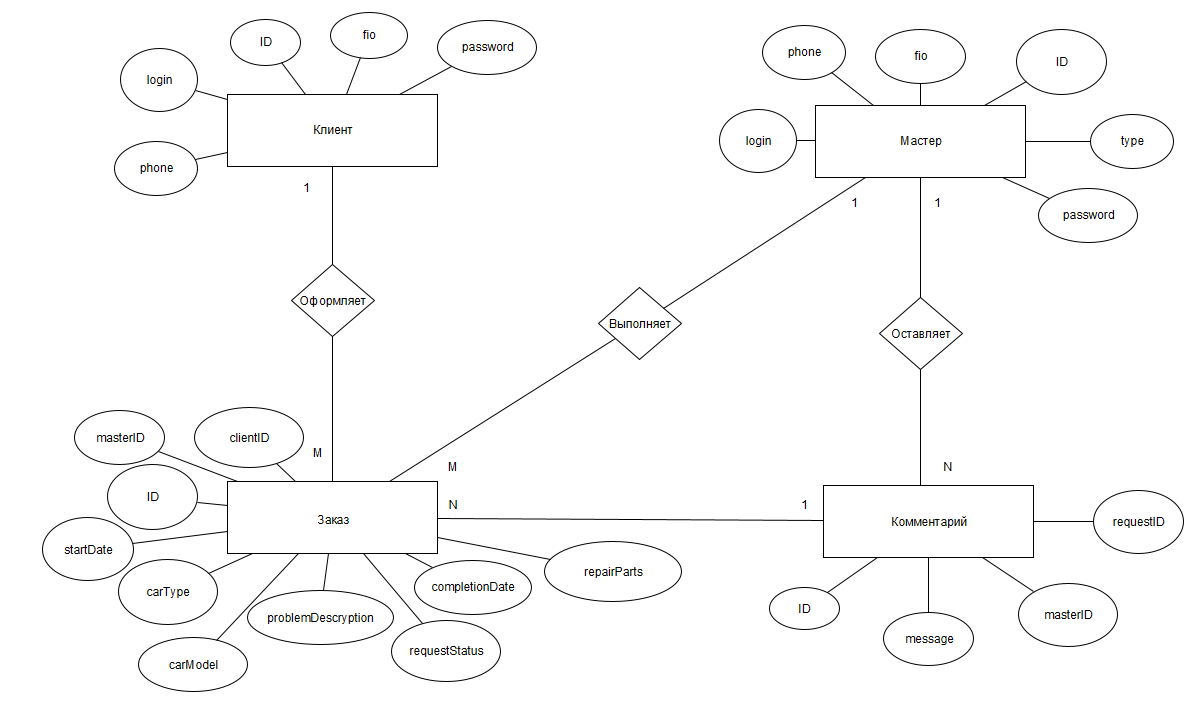 ID
fio
password
login
Клиент
phone
1
phone
fio
ID
login
Мастер
type
password
1
1
Оформляет
Выполняет
Оставляет
masterID
clientID
M
M
N
ID
Заказ
N
1
Комментарий
requestID
startDate
carType
problemDescryption
completionDate
repairParts
carModel
requestStatus
ID
message
masterID